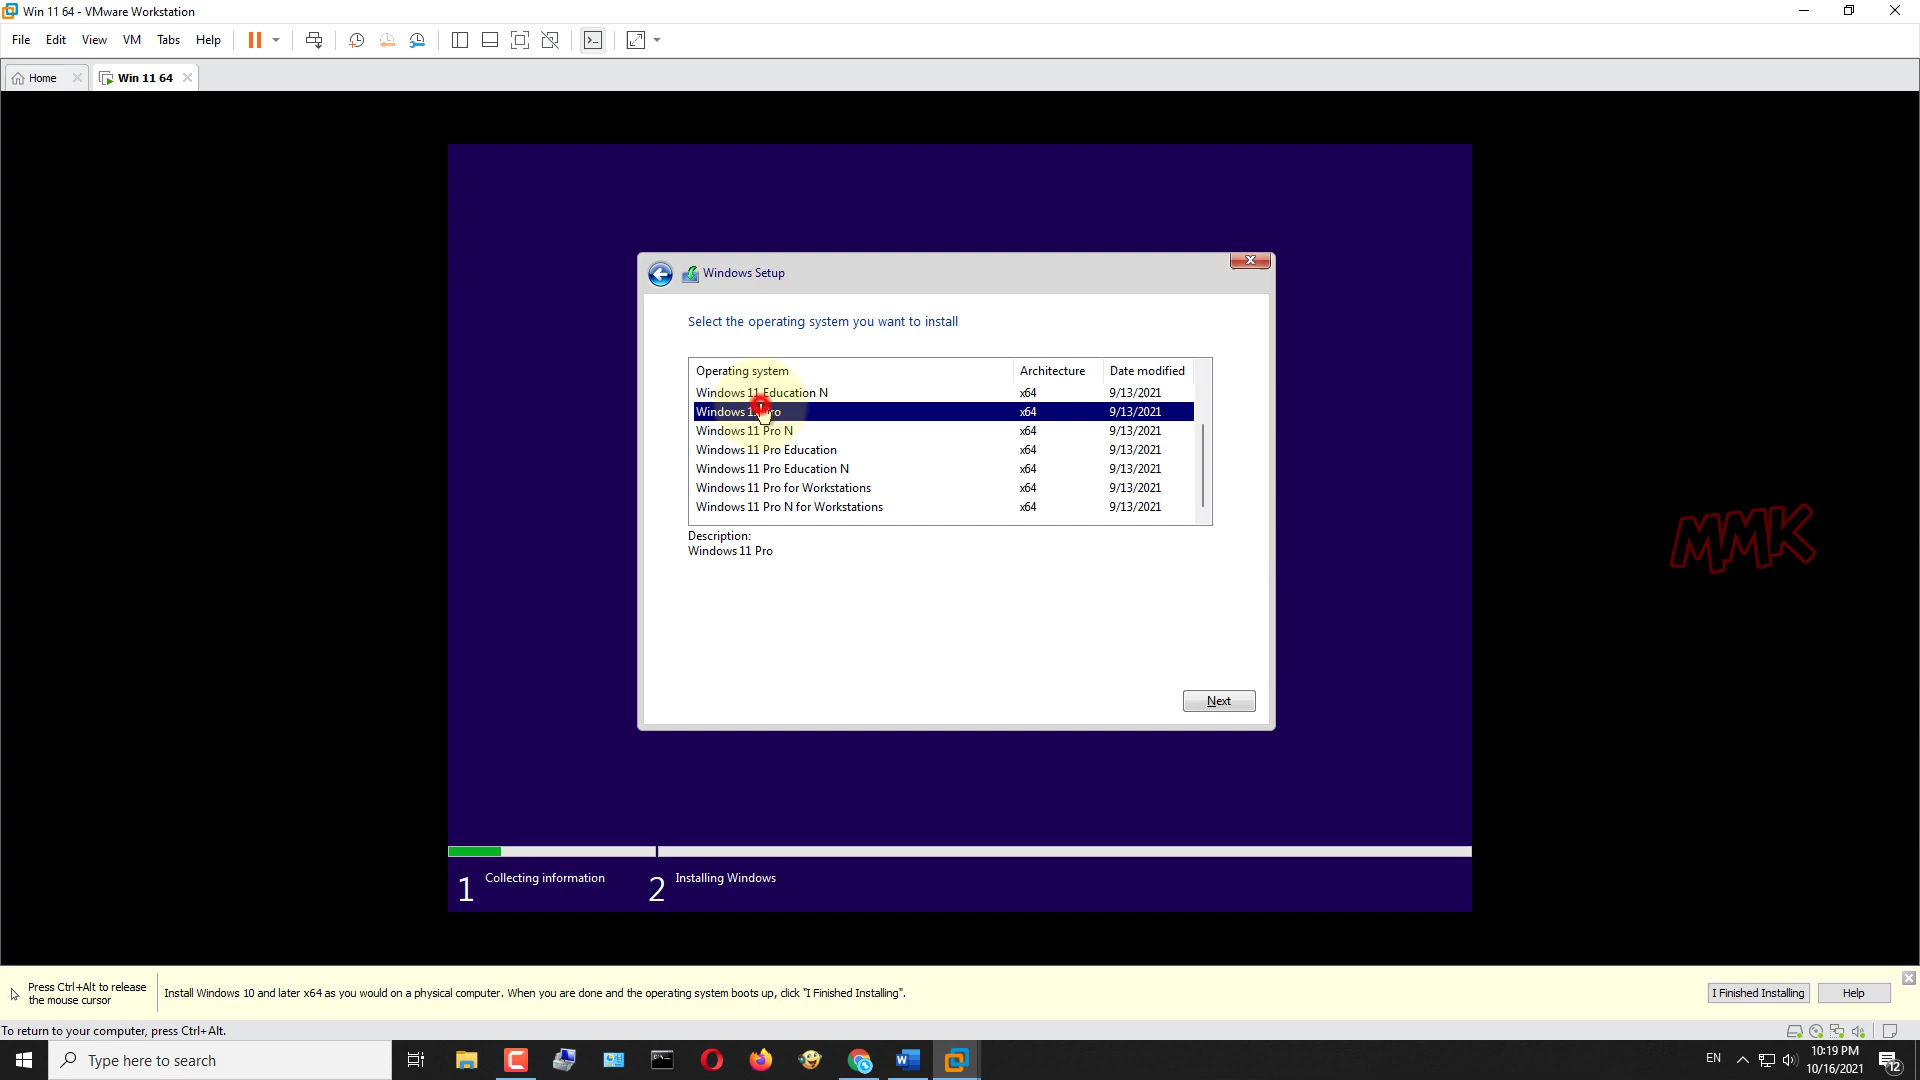 Win 11 64 - VMware Workstation
File Edit View VM Tabs Help
Home Win 11 64
Windows Setup
Select the operating system you want to install
Operating system Architecture Date modified
Windows 11 Education N x64 9/13/2021
Windows 11 Pro x64 9/13/2021
Windows 11 Pro N x64 9/13/2021
Windows 11 Pro Education x64 9/13/2021
Windows 11 Pro Education N x64 9/13/2021
Windows 11 Pro for Workstations x64 9/13/2021
Windows 11 Pro N for Workstations x64 9/13/2021
Description:
Windows 11 Pro
MMK
Next
1 Collecting information 2 Installing Windows
Press Ctrl+Alt to release
the mouse cursor
Install Windows 10 and later x64 as you would on a physical computer. When you are done and the operating system boots up, click "I Finished Installing".
I Finished Installing Help
To return to your computer, press Ctrl+Alt.
Type here to search
EN
10:19 PM
10/16/2021
12